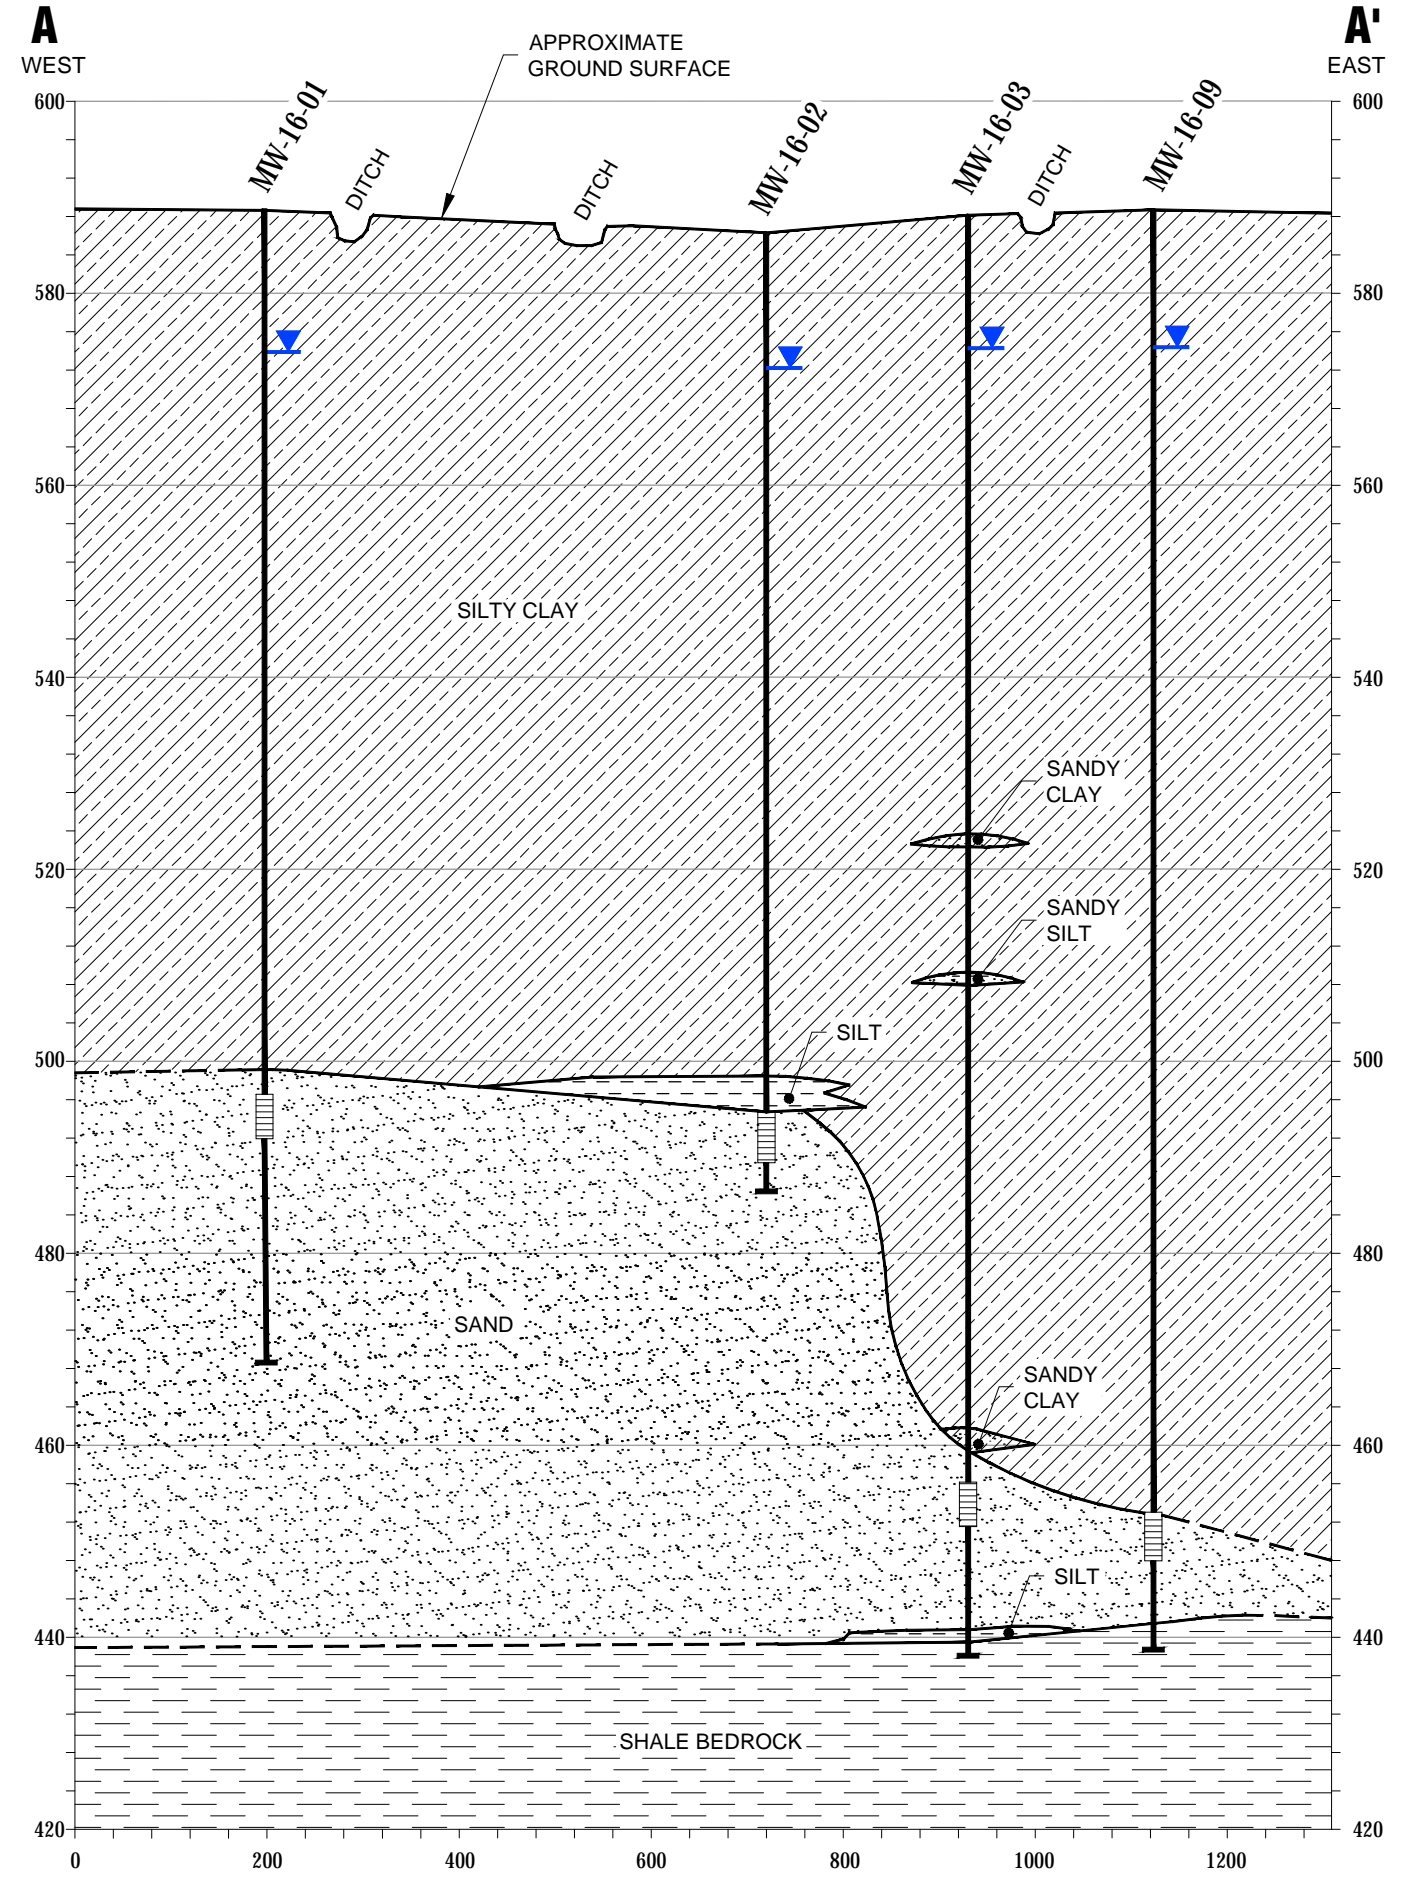 A
A'
WEST
EAST
APPROXIMATE
GROUND SURFACE
600
600
MW-16-01
DITCH
DITCH
MW-16-02
MW-16-03
DITCH
MW-16-09
580
580
560
560
SILTY CLAY
540
540
SANDY
CLAY
520
520
SANDY
SILT
SILT
500
500
480
480
SAND
SANDY
CLAY
460
460
SILT
440
440
SHALE BEDROCK
420
420
0 200 400 600 800 1000 1200